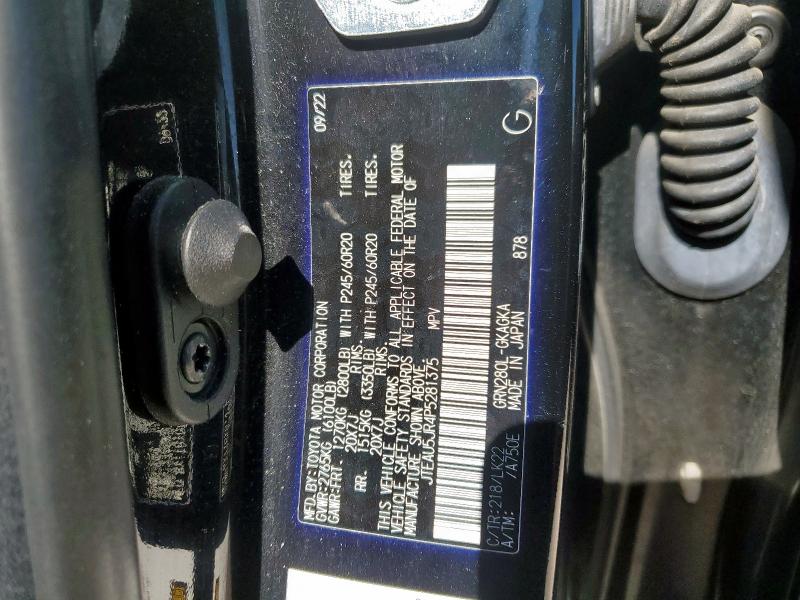 MFD. BY: TOYOTA MOTOR CORPORATION 09/22
GVWR: 2765KG (6100LB)
GAWR: FRT. 1270KG (2800LB) WITH P245/60R20 TIRES.
20X7J RIMS.
RR. 1515KG (3350LB) WITH P245/60R20 TIRES.
20X7J RIMS.
THIS VEHICLE CONFORMS TO ALL APPLICABLE FEDERAL MOTOR
VEHICLE SAFETY STANDARDS IN EFFECT ON THE DATE OF
MANUFACTURE SHOWN ABOVE.
JTEAU5JR4P5281375 MPV
C/TR: 218/LK22 GRN280L-GKAGKA
A/TM: /A750E MADE IN JAPAN 878
G